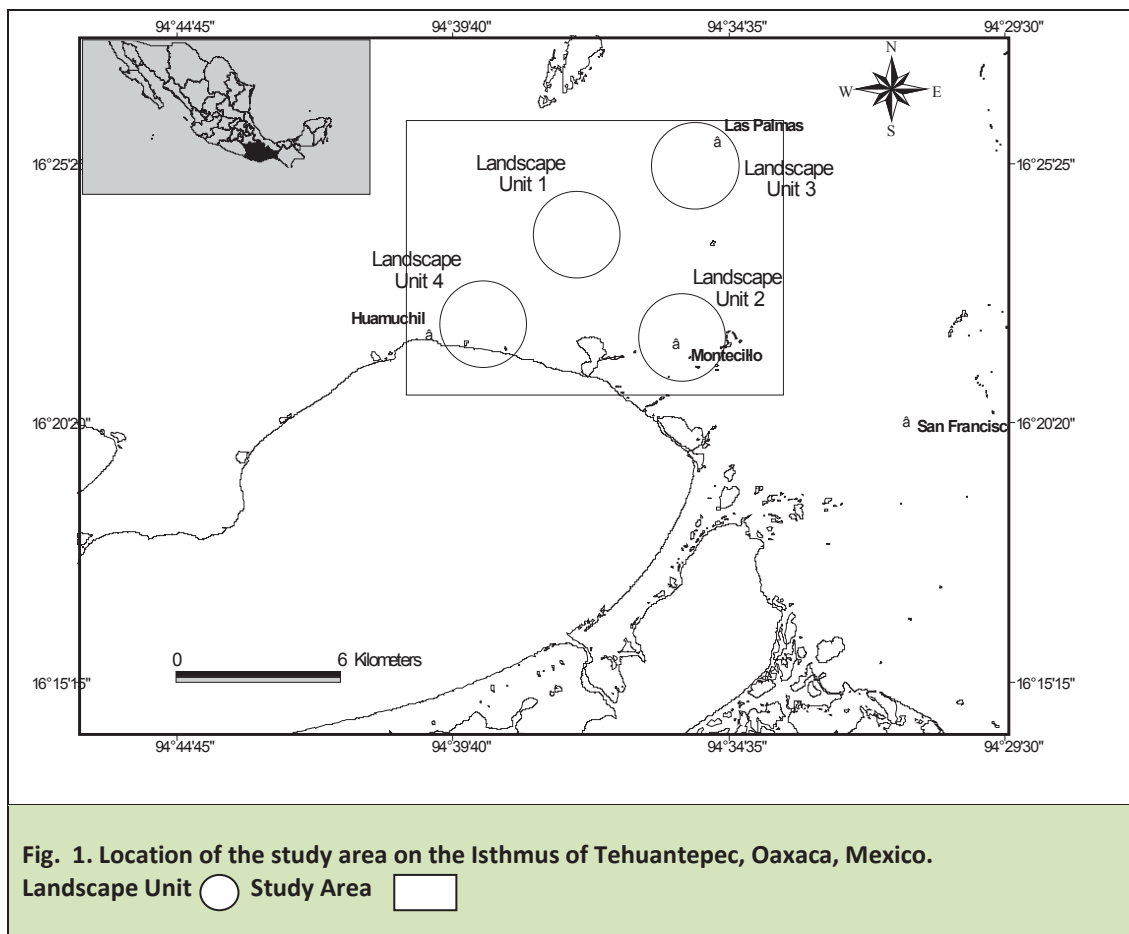 94°44'45" 94°39'40" 94°34'35" 94°29'30"
N
W E
S
Las Palmas
â
16°25'25"
Landscape
Unit 1
Landscape
Unit 3
Landscape
Unit 4
Landscape
Unit 2
Huamuchil
â
â
Montecillo
16°20'20" 16°20'20"
â San Francisc
0 6 Kilometers
16°15'15" 16°15'15"
94°44'45" 94°39'40" 94°34'35" 94°29'30"
Fig. 1. Location of the study area on the Isthmus of Tehuantepec, Oaxaca, Mexico.
Landscape Unit Study Area